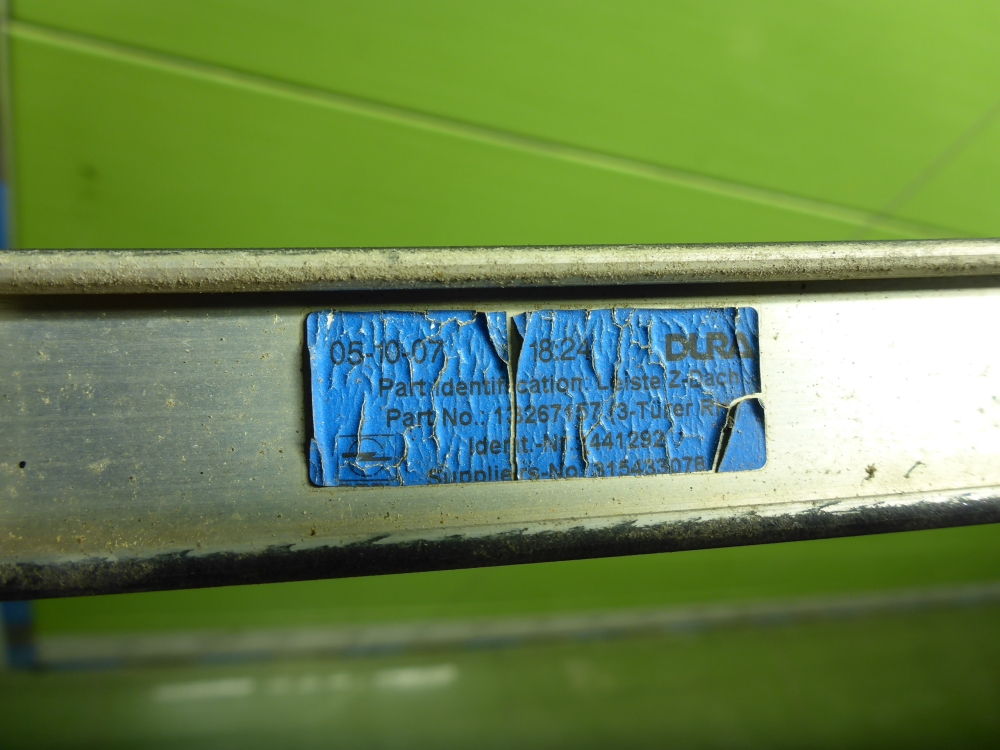 05-10-07 18:24 DURA
Part Identification: Leiste Z-Dach
Part No.: 3-Türer R
Ident.-Nr. 441292 /
Suppliers-No. 315433078